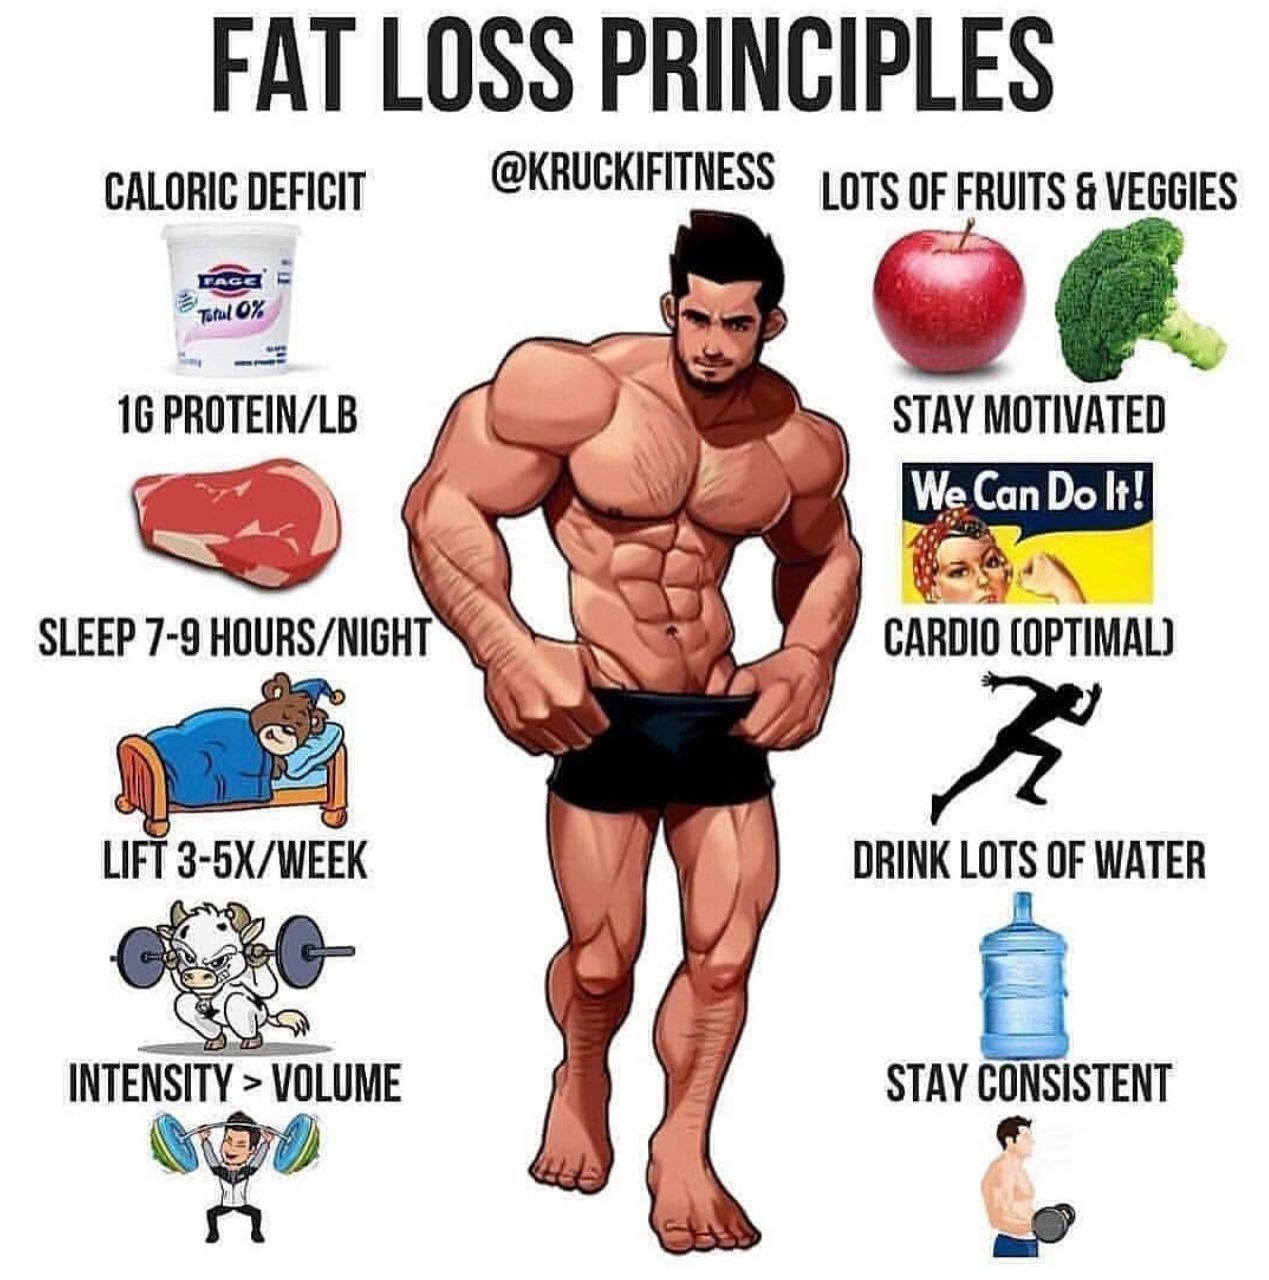 FAT LOSS PRINCIPLES
@KRUCKIFITNESS
CALORIC DEFICIT
FAGE
Total 0%
1G PROTEIN/LB
SLEEP 7-9 HOURS/NIGHT
LIFT 3-5X/WEEK
INTENSITY > VOLUME
LOTS OF FRUITS & VEGGIES
STAY MOTIVATED
We Can Do It!
CARDIO (OPTIMAL)
DRINK LOTS OF WATER
STAY CONSISTENT